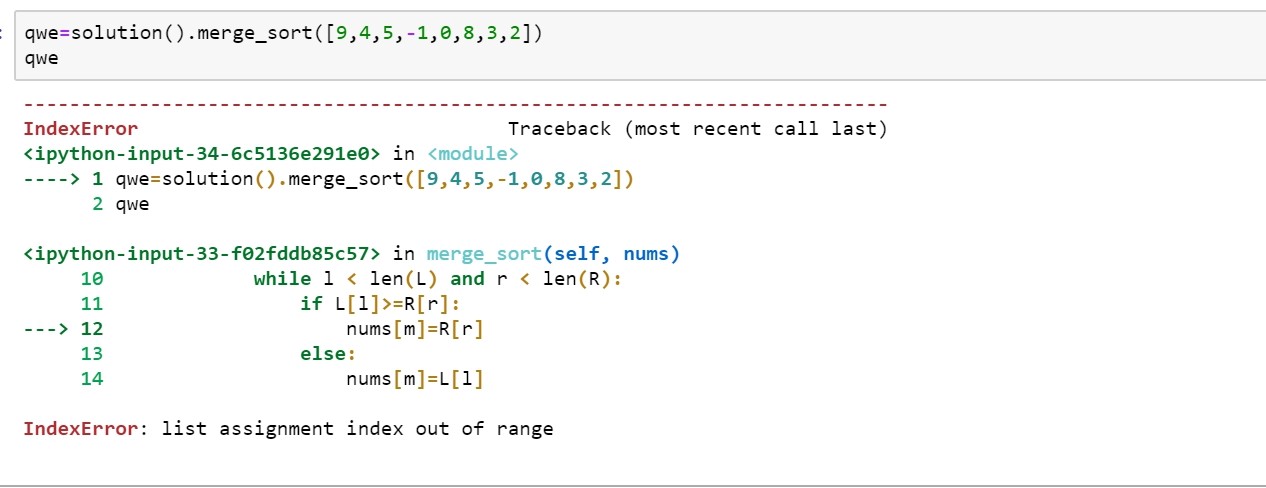 :
qwe=solution().merge_sort([9,4,5,-1,0,8,3,2])
qwe
---------------------------------------------------------------------------
IndexError                                Traceback (most recent call last)
<ipython-input-34-6c5136e291e0> in <module>
----> 1 qwe=solution().merge_sort([9,4,5,-1,0,8,3,2])
      2 qwe
<ipython-input-33-f02fddb85c57> in merge_sort(self, nums)
     10             while l < len(L) and r < len(R):
     11                 if L[l]>=R[r]:
---> 12                     nums[m]=R[r]
     13                 else:
     14                     nums[m]=L[l]
IndexError: list assignment index out of range